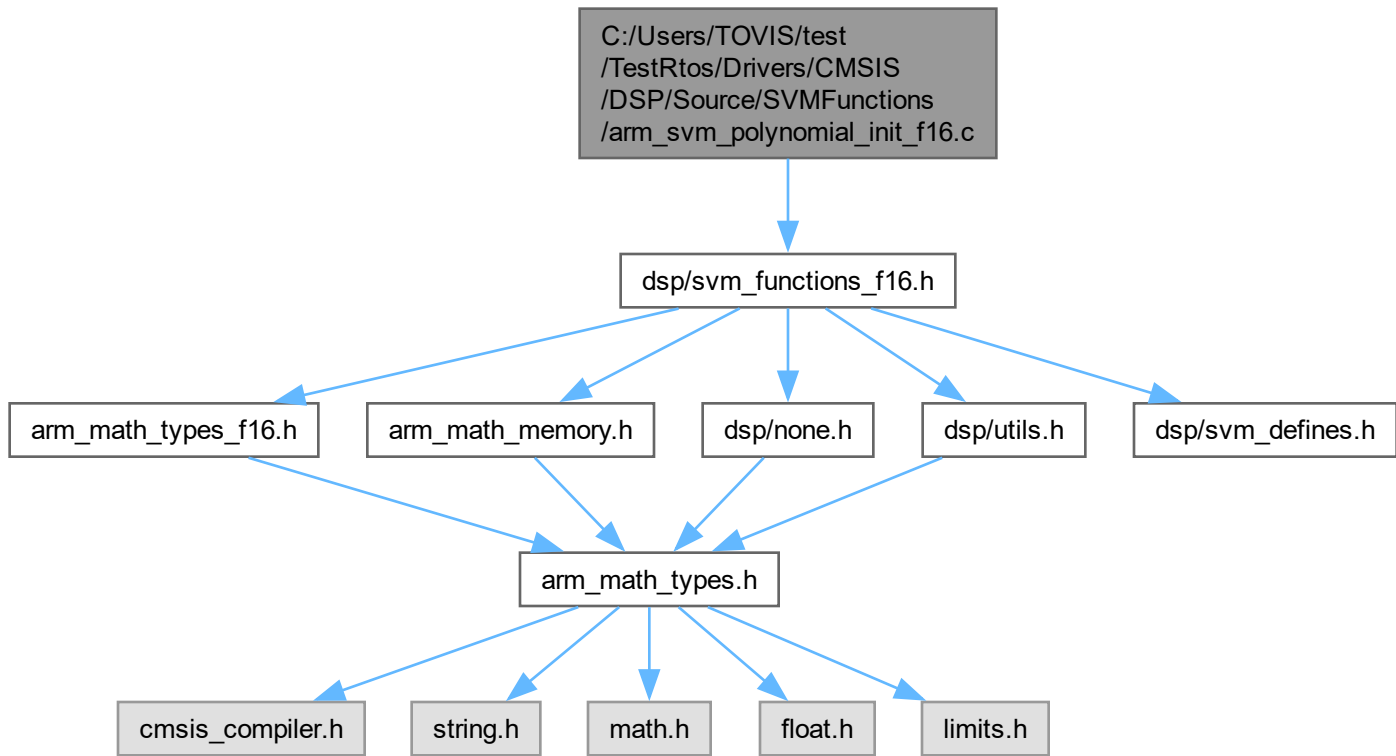 C:/Users/TOVIS/test
/TestRtos/Drivers/CMSIS
/DSP/Source/SVMFunctions
/arm_svm_polynomial_init_f16.c
dsp/svm_functions_f16.h
arm_math_types_f16.h
arm_math_memory.h
dsp/none.h
dsp/utils.h
dsp/svm_defines.h
arm_math_types.h
cmsis_compiler.h
string.h
math.h
float.h
limits.h